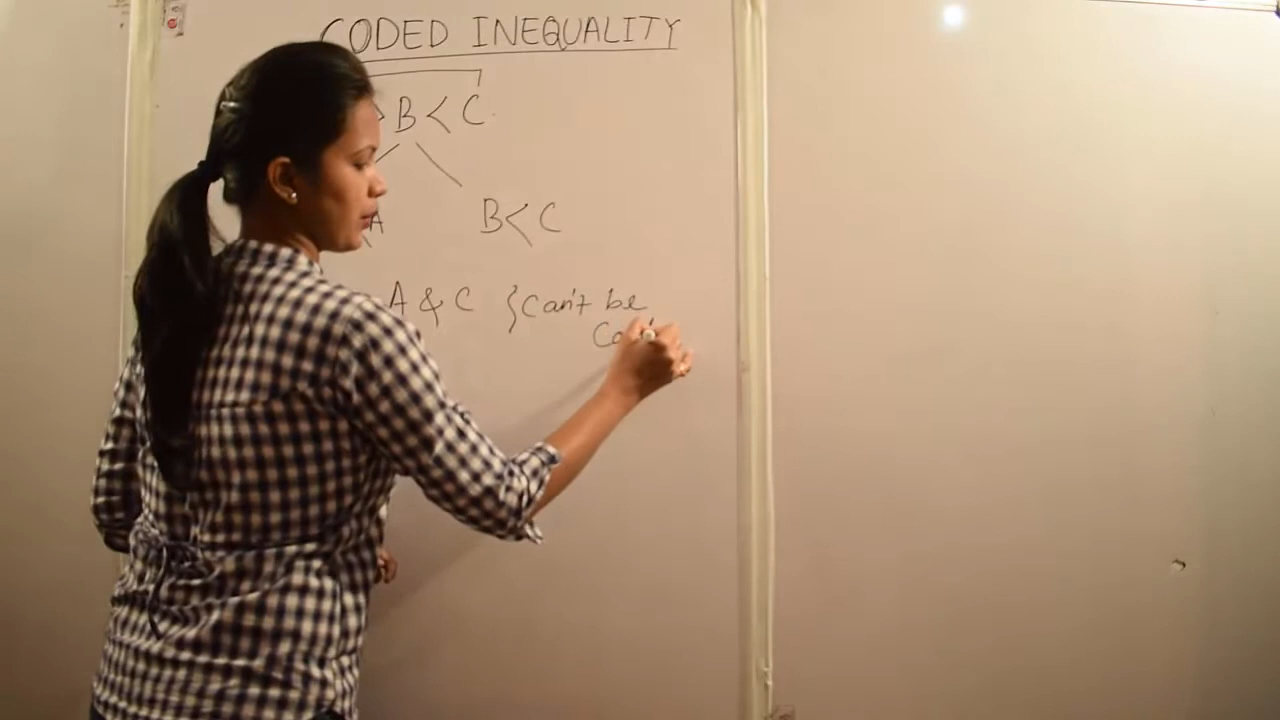 CODED INEQUALITY
> B < C
A
B < C
A & C { Can't be